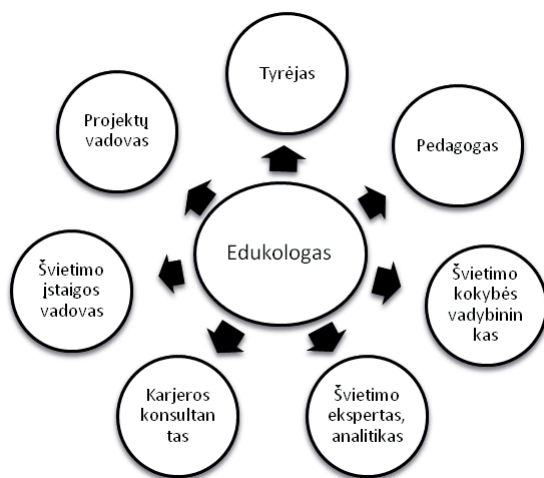 Tyrėjas
Projektų
vadovas
Pedagogas
Edukologas
Švietimo
įstaigos
vadovas
Švietimo
kokybės
vadybinin
kas
Karjeros
konsultan
tas
Švietimo
ekspertas,
analitikas